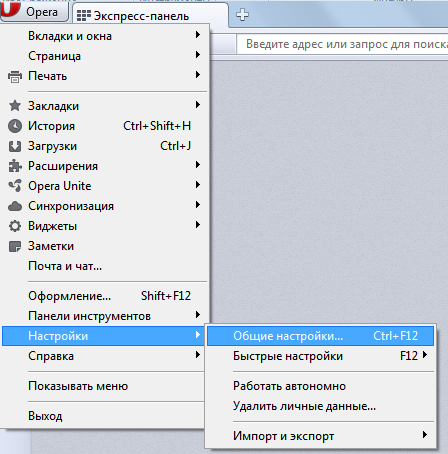 Opera
Экспресс-панель
Введите адрес или запрос для поиска
Вкладки и окна
Страница
Печать
Закладки
История Ctrl+Shift+H
Загрузки Ctrl+J
Расширения
Opera Unite
Синхронизация
Виджеты
Заметки
Почта и чат...
Оформление... Shift+F12
Панели инструментов
Настройки
Справка
Показывать меню
Выход
Общие настройки... Ctrl+F12
Быстрые настройки F12
Работать автономно
Удалить личные данные...
Импорт и экспорт